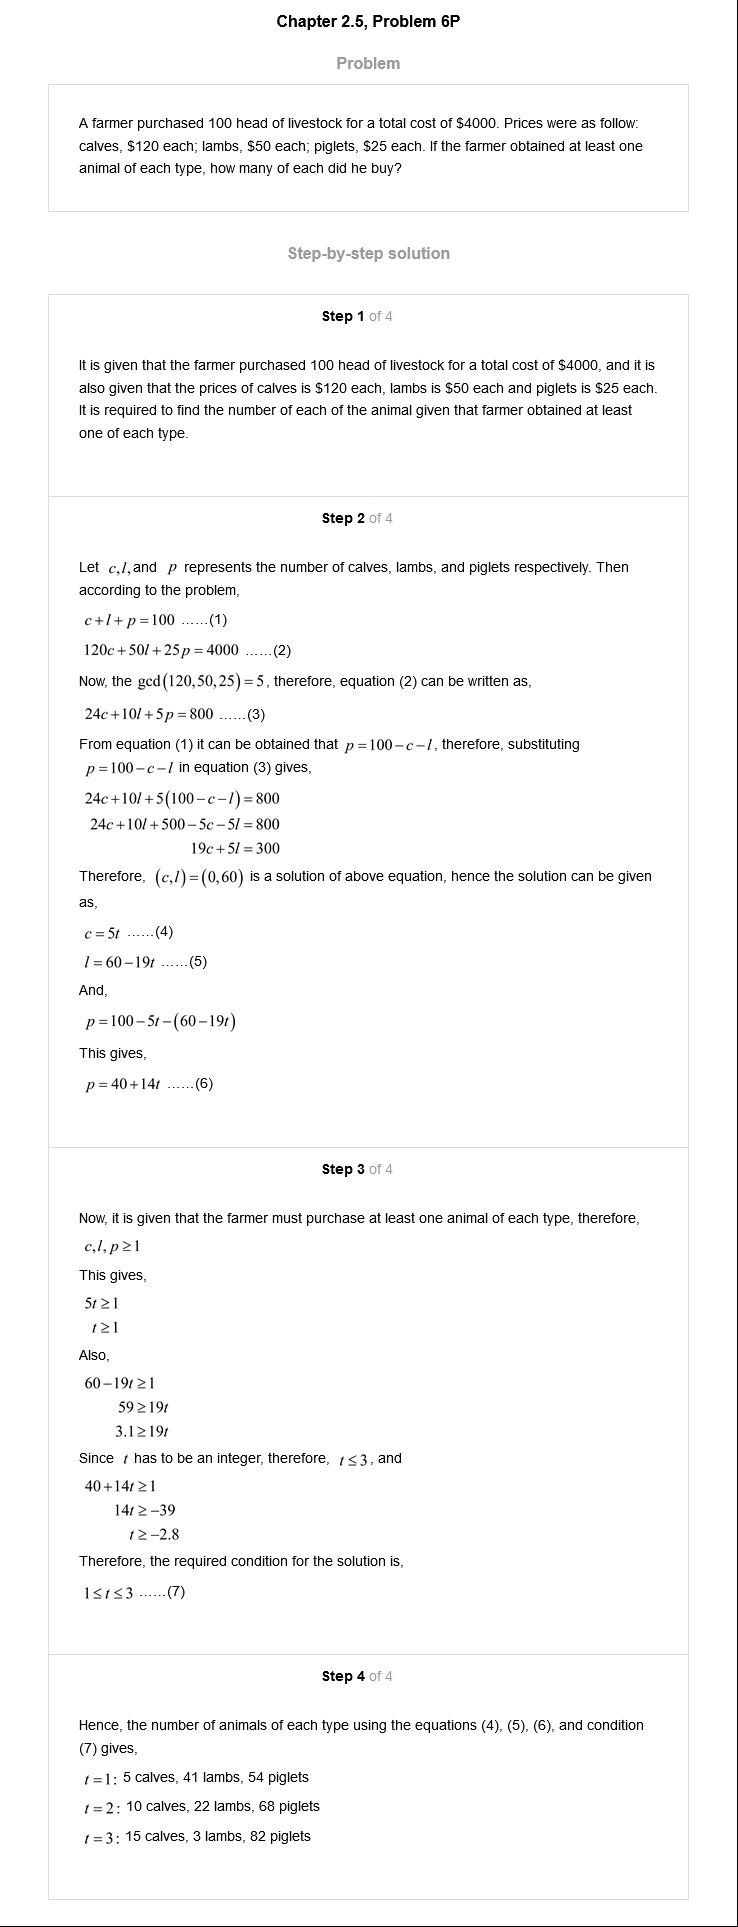 Chapter 2.5, Problem 6P
Problem
A farmer purchased 100 head of livestock for a total cost of $4000. Prices were as follow:
calves, $120 each; lambs, $50 each; piglets, $25 each. If the farmer obtained at least one
animal of each type, how many of each did he buy?
Step-by-step solution
Step 1 of 4
It is given that the farmer purchased 100 head of livestock for a total cost of $4000, and it is
also given that the prices of calves is $120 each, lambs is $50 each and piglets is $25 each.
It is required to find the number of each of the animal given that farmer obtained at least
one of each type.
Step 2 of 4
Let c,l,and p represents the number of calves, lambs, and piglets respectively. Then
according to the problem,
c+l+p=100 ......(1)
120c+50l+25p=4000 ......(2)
Now, the gcd(120,50,25)=5, therefore, equation (2) can be written as,
24c+10l+5p=800 ......(3)
From equation (1) it can be obtained that p=100−c−l, therefore, substituting
p=100−c−l in equation (3) gives,
24c+10l+5(100−c−l)=800
24c+10l+500−5c−5l=800
19c+5l=300
Therefore, (c,l)=(0,60) is a solution of above equation, hence the solution can be given
as,
c=5t ......(4)
l=60−19t ......(5)
And,
p=100−5t−(60−19t)
This gives,
p=40+14t ......(6)
Step 3 of 4
Now, it is given that the farmer must purchase at least one animal of each type, therefore,
c,l,p≥1
This gives,
5t≥1
t≥1
Also,
60−19t≥1
59≥19t
3.1≥19t
Since t has to be an integer, therefore, t≤3, and
40+14t≥1
14t≥−39
t≥−2.8
Therefore, the required condition for the solution is,
1≤t≤3 ......(7)
Step 4 of 4
Hence, the number of animals of each type using the equations (4), (5), (6), and condition
(7) gives,
t=1: 5 calves, 41 lambs, 54 piglets
t=2: 10 calves, 22 lambs, 68 piglets
t=3: 15 calves, 3 lambs, 82 piglets